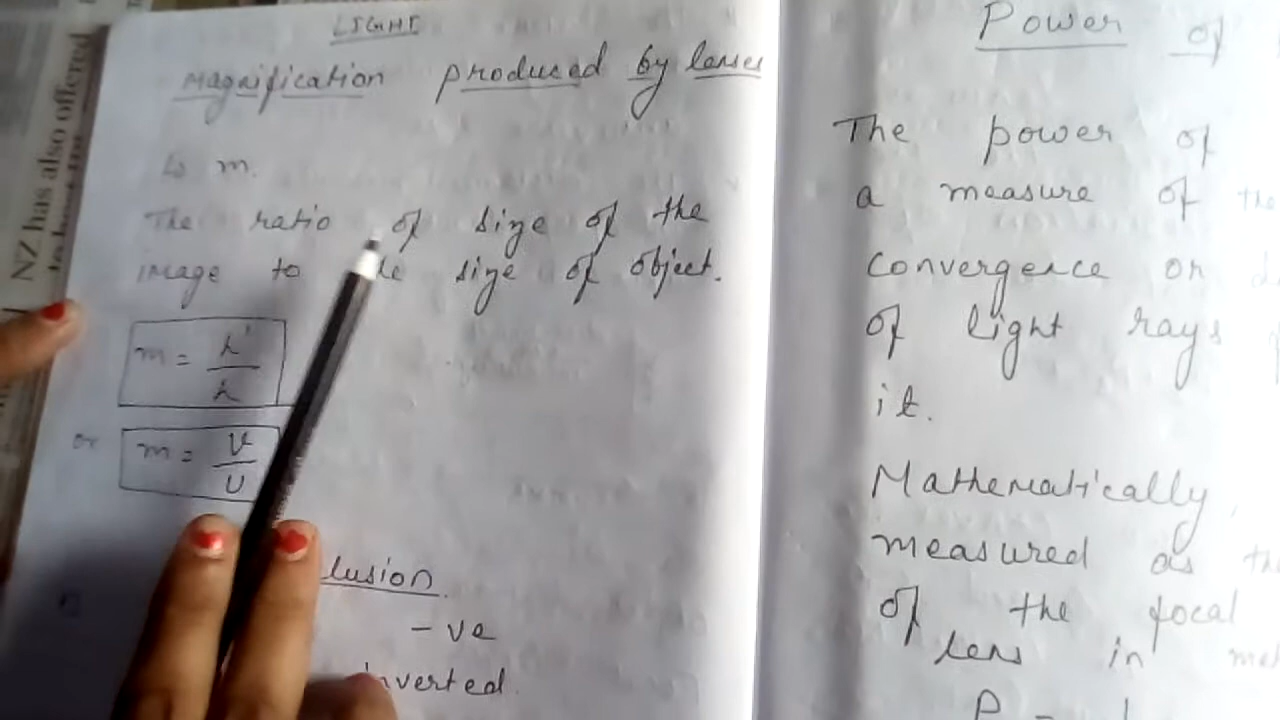 LIGHT
Magnification produced by lenses
↳ m.
The ratio of size of the
image to the size of object.
m = h'/h
or m = v/u
lusion
- ve
inverted.
Power of
The power of
a measure of the
convergence or
of light rays
it.
Mathematically,
measured as the
of the focal
lens in
P = 1
NZ has also offered